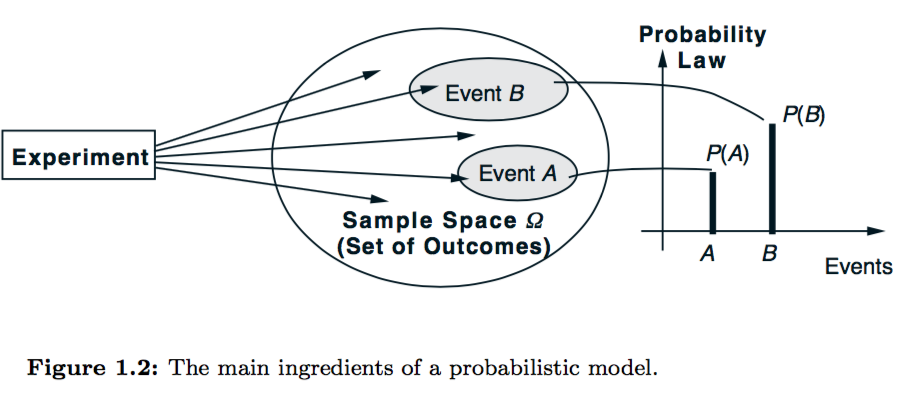 Probability
Law
Event B
P(B)
Experiment
P(A)
Event A
Sample Space Ω
(Set of Outcomes)
A
B
Events
Figure 1.2: The main ingredients of a probabilistic model.